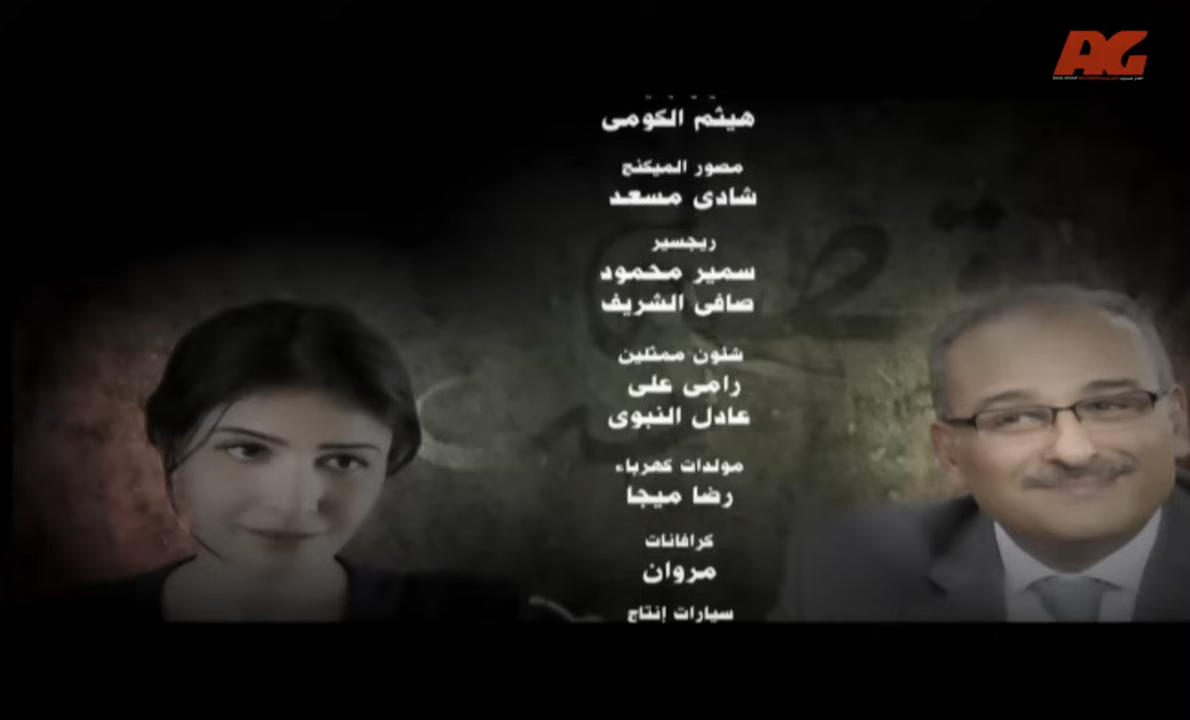 AG
هيثم الكومى
مصور الميكنج
شادى مسعد
ريجسير
سمير محمود
صافى الشريف
شئون ممثلين
رامى على
عادل النبوى
مولدات كهرباء
رضا ميجا
كرافانات
مروان
سيارات إنتاج